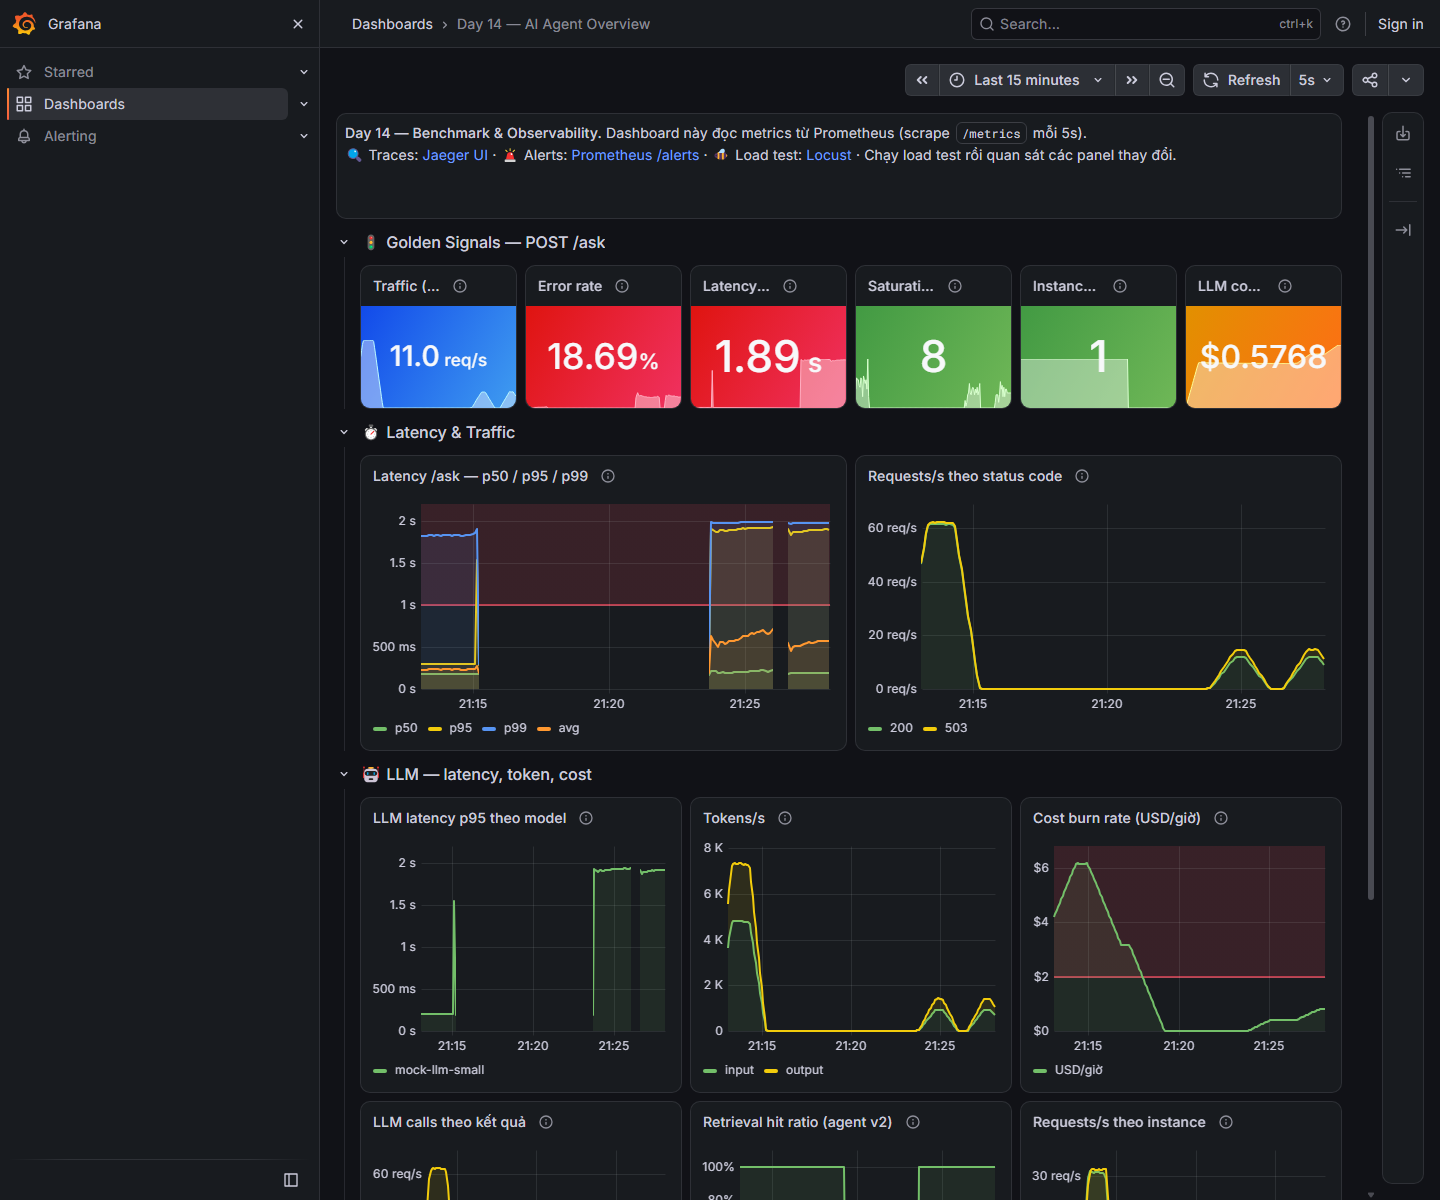 Grafana
Dashboards › Day 14 — AI Agent Overview
Search...
ctrl+k
Sign in
Starred
Dashboards
Alerting
Last 15 minutes
Refresh
5s
Day 14 — Benchmark & Observability. Dashboard này đọc metrics từ Prometheus (scrape /metrics mỗi 5s).
Traces: Jaeger UI · Alerts: Prometheus /alerts · Load test: Locust · Chạy load test rồi quan sát các panel thay đổi.
Golden Signals — POST /ask
Traffic (...
Error rate
Latency...
Saturati...
Instanc...
LLM co...
11.0 req/s
18.69%
1.89 s
8
1
$0.5768
Latency & Traffic
Latency /ask — p50 / p95 / p99
2 s
1.5 s
1 s
500 ms
0 s
21:15
21:20
21:25
p50
p95
p99
avg
Requests/s theo status code
60 req/s
40 req/s
20 req/s
0 req/s
21:15
21:20
21:25
200
503
LLM — latency, token, cost
LLM latency p95 theo model
2 s
1.5 s
1 s
500 ms
0 s
21:15
21:20
21:25
mock-llm-small
Tokens/s
8 K
6 K
4 K
2 K
0
21:15
21:20
21:25
input
output
Cost burn rate (USD/giờ)
$6
$4
$2
$0
21:15
21:20
21:25
USD/giờ
LLM calls theo kết quả
60 req/s
Retrieval hit ratio (agent v2)
100%
80%
Requests/s theo instance
30 req/s